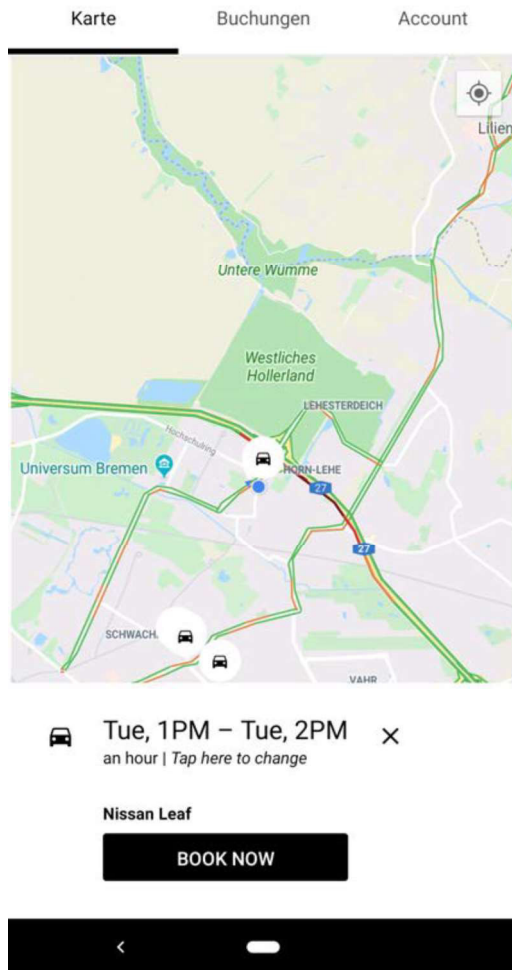 Karte Buchungen Account
Lilien
Untere Wümme
Westliches
Hollerland
LEHESTERDEICH
Hochschulring
Universum Bremen
HORN-LEHE
27
27
SCHWACH
VAHR
Tue, 1PM – Tue, 2PM
an hour | Tap here to change
Nissan Leaf
BOOK NOW